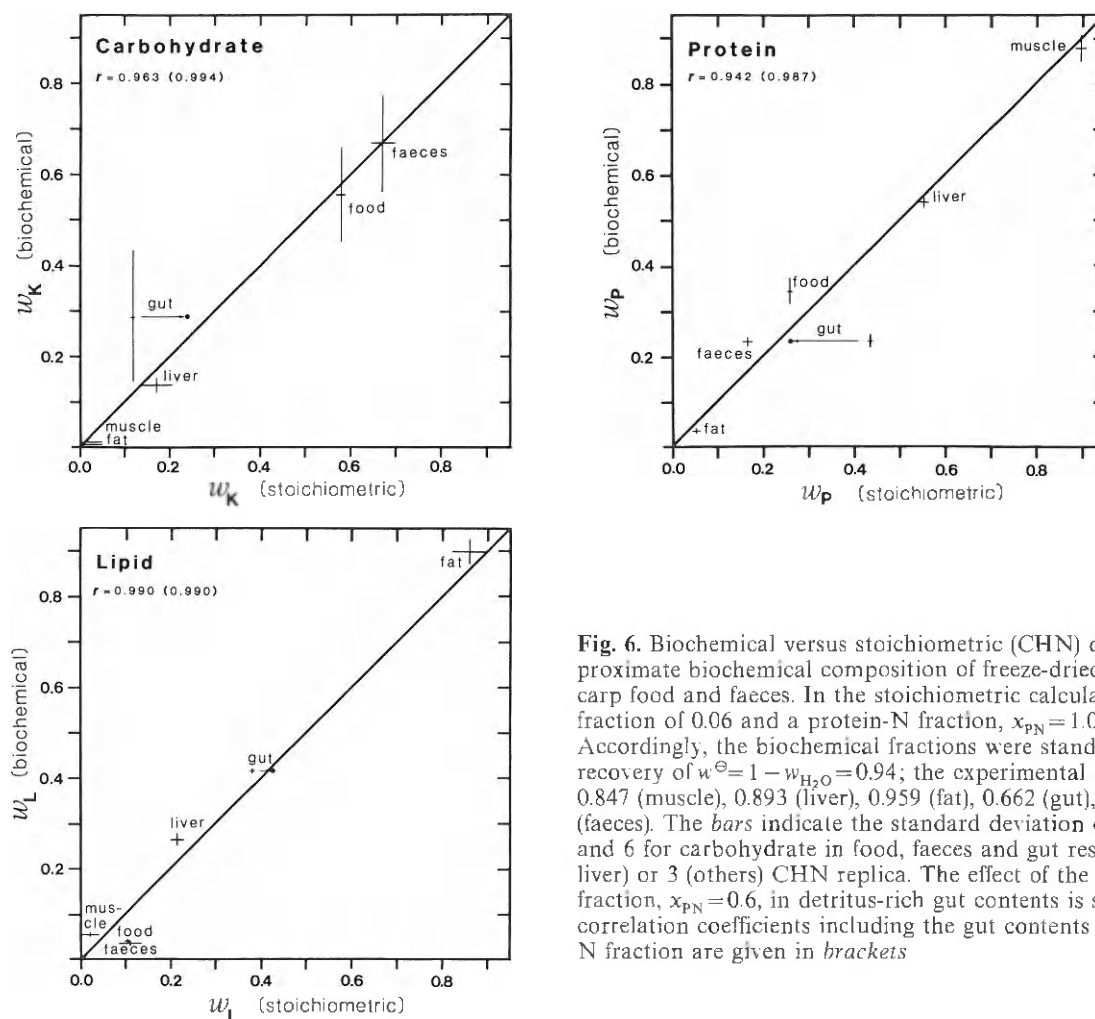 Carbohydrate
r = 0.963 (0.994)
0.8
0.6
0.4
0.2
w_K (biochemical)
faeces
food
gut
liver
muscle
fat
0.0 0.2 0.4 0.6 0.8
w_K (stoichiometric)
Protein
r = 0.942 (0.987)
0.8
0.6
0.4
0.2
w_P (biochemical)
muscle
liver
food
gut
faeces
fat
0.0 0.2 0.4 0.6 0.8
w_P (stoichiometric)
Lipid
r = 0.990 (0.990)
0.8
0.6
0.4
0.2
w_L (biochemical)
fat
gut
liver
mus-
cle
food
faeces
0.0 0.2 0.4 0.6 0.8
(stoichiometric)
Fig. 6. Biochemical versus stoichiometric (CHN)
proximate biochemical composition of freeze-dried
carp food and faeces. In the stoichiometric
fraction of 0.06 and a protein-N fraction, x_PN = 1.0
Accordingly, the biochemical fractions were
recovery of w^⊖ = 1 − w_H₂O = 0.94; the experimental
0.847 (muscle), 0.893 (liver), 0.959 (fat), 0.662 (gut),
(faeces). The bars indicate the standard deviation
and 6 for carbohydrate in food, faeces and gut
liver) or 3 (others) CHN replica. The effect of the
fraction, x_PN = 0.6, in detritus-rich gut contents is
correlation coefficients including the gut contents
N fraction are given in brackets